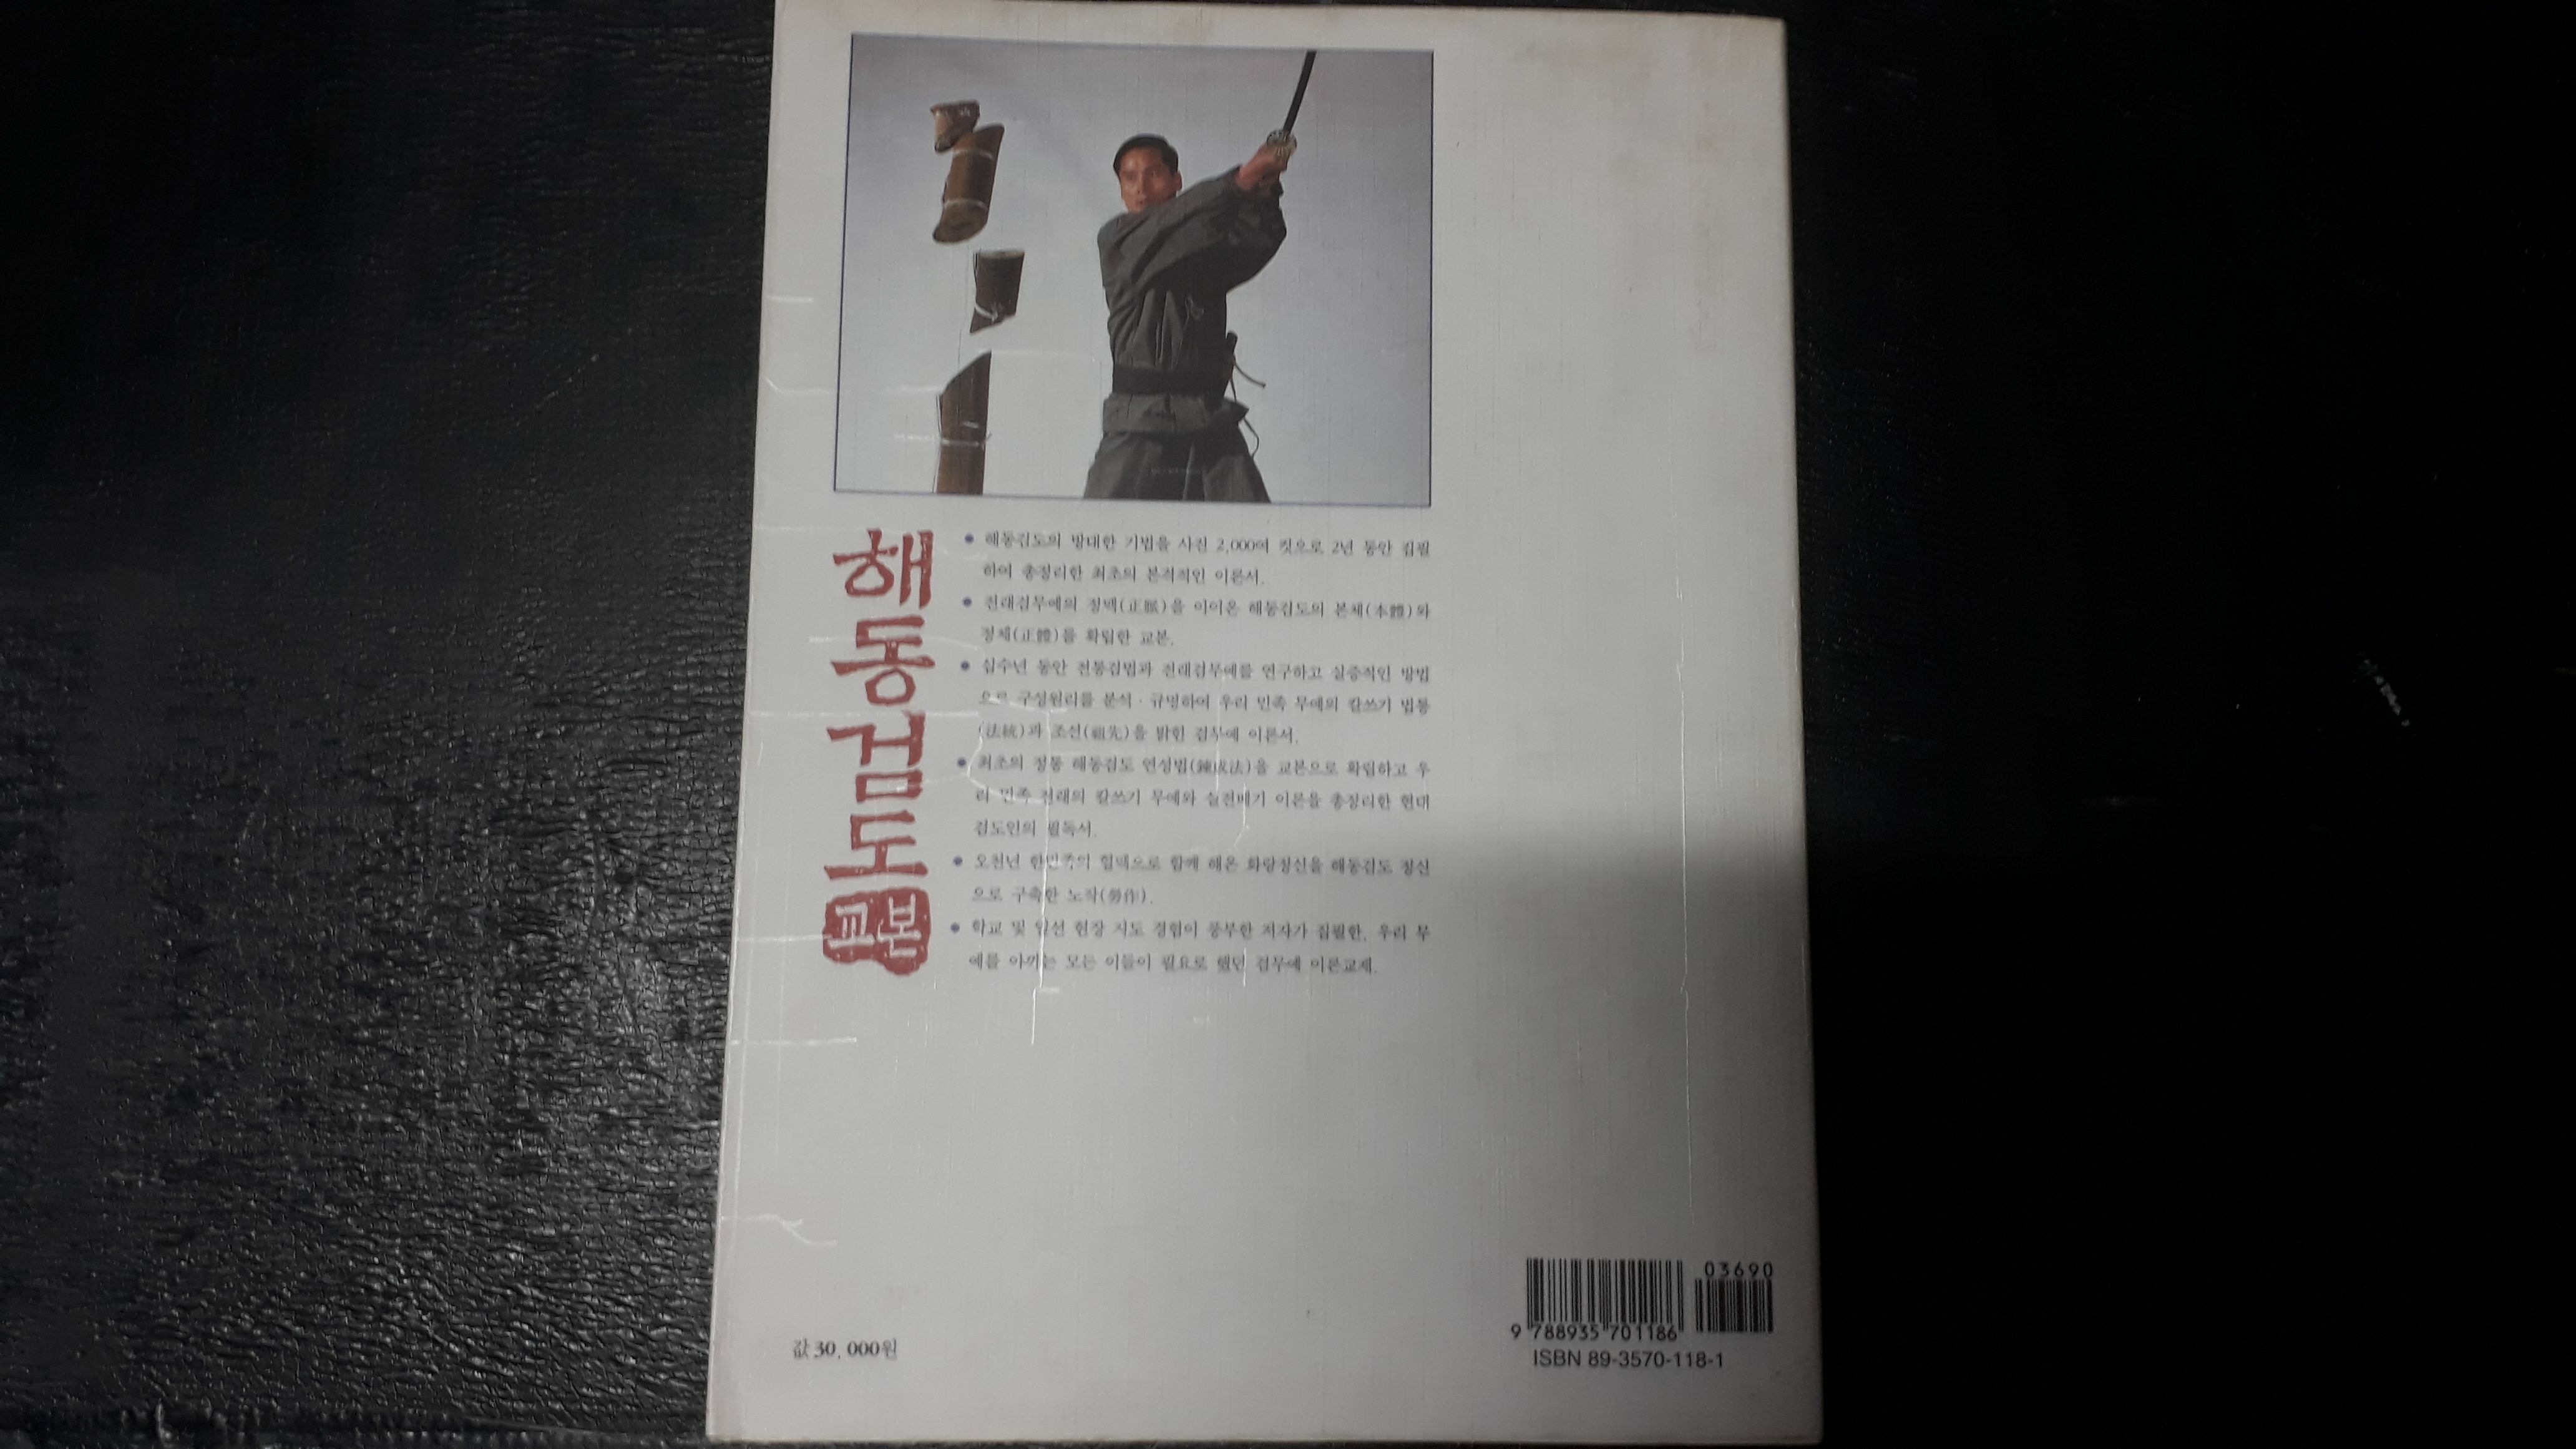 해동검도
교본
● 해동검도의 방대한 기법을 사진 2,000여 컷으로 2년 동안 집필
하여 총정리한 최초의 본격적인 이론서.
● 전래검무예의 정맥(正脈)을 이어온 해동검도의 본체(本體)와
정체(正體)를 확립한 교본.
● 십수년 동안 전통검법과 전래검무예를 연구하고 실증적인 방법
으로 구성원리를 분석·규명하여 우리 민족 무예의 칼쓰기 법통
(法統)과 조선(祖先)을 밝힌 검무예 이론서.
● 최초의 정통 해동검도 연성법(鍊成法)을 교본으로 확립하고 우
리 민족 전래의 칼쓰기 무예와 실전베기 이론을 총정리한 현대
검도인의 필독서.
● 오천년 한민족의 혈맥으로 함께 해온 화랑정신을 해동검도 정신
으로 구축한 노작(勞作).
● 학교 및 일선 현장 지도 경험이 풍부한 저자가 집필한, 우리 무
예를 아끼는 모든 이들이 필요로 했던 검무예 이론교재.
값 30,000원
03690
9 788935 701186
ISBN 89-3570-118-1